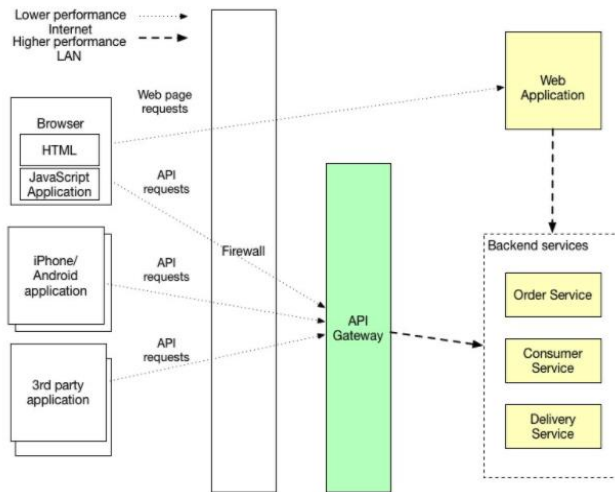 Lower performance
Internet
Higher performance
LAN
Web page
requests
Web
Application
Browser
HTML
JavaScript
Application
API
requests
Firewall
Backend services
iPhone/
Android
application
API
requests
Order Service
API
Gateway
API
requests
Consumer
Service
3rd party
application
Delivery
Service